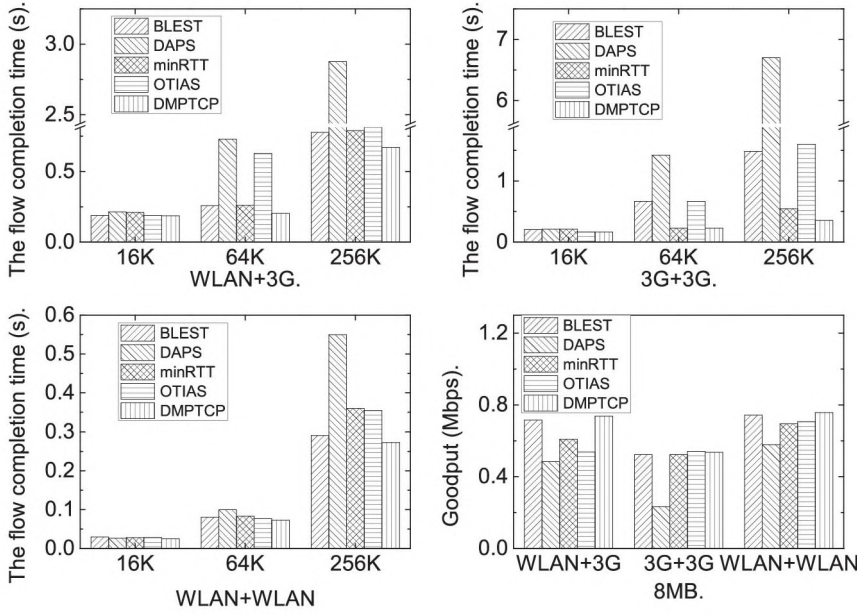 The flow completion time (s).
3.0
2.5
0.5
0.0
BLEST
DAPS
minRTT
OTIAS
DMPTCP
16K 64K 256K
WLAN+3G.
The flow completion time (s).
7
6
1
0
BLEST
DAPS
minRTT
OTIAS
DMPTCP
16K 64K 256K
3G+3G.
The flow completion time (s).
0.6
0.5
0.4
0.3
0.2
0.1
0.0
BLEST
DAPS
minRTT
OTIAS
DMPTCP
16K 64K 256K
WLAN+WLAN
Goodput (Mbps).
1.2
0.8
0.4
0.0
BLEST
DAPS
minRTT
OTIAS
DMPTCP
WLAN+3G 3G+3G WLAN+WLAN
8MB.